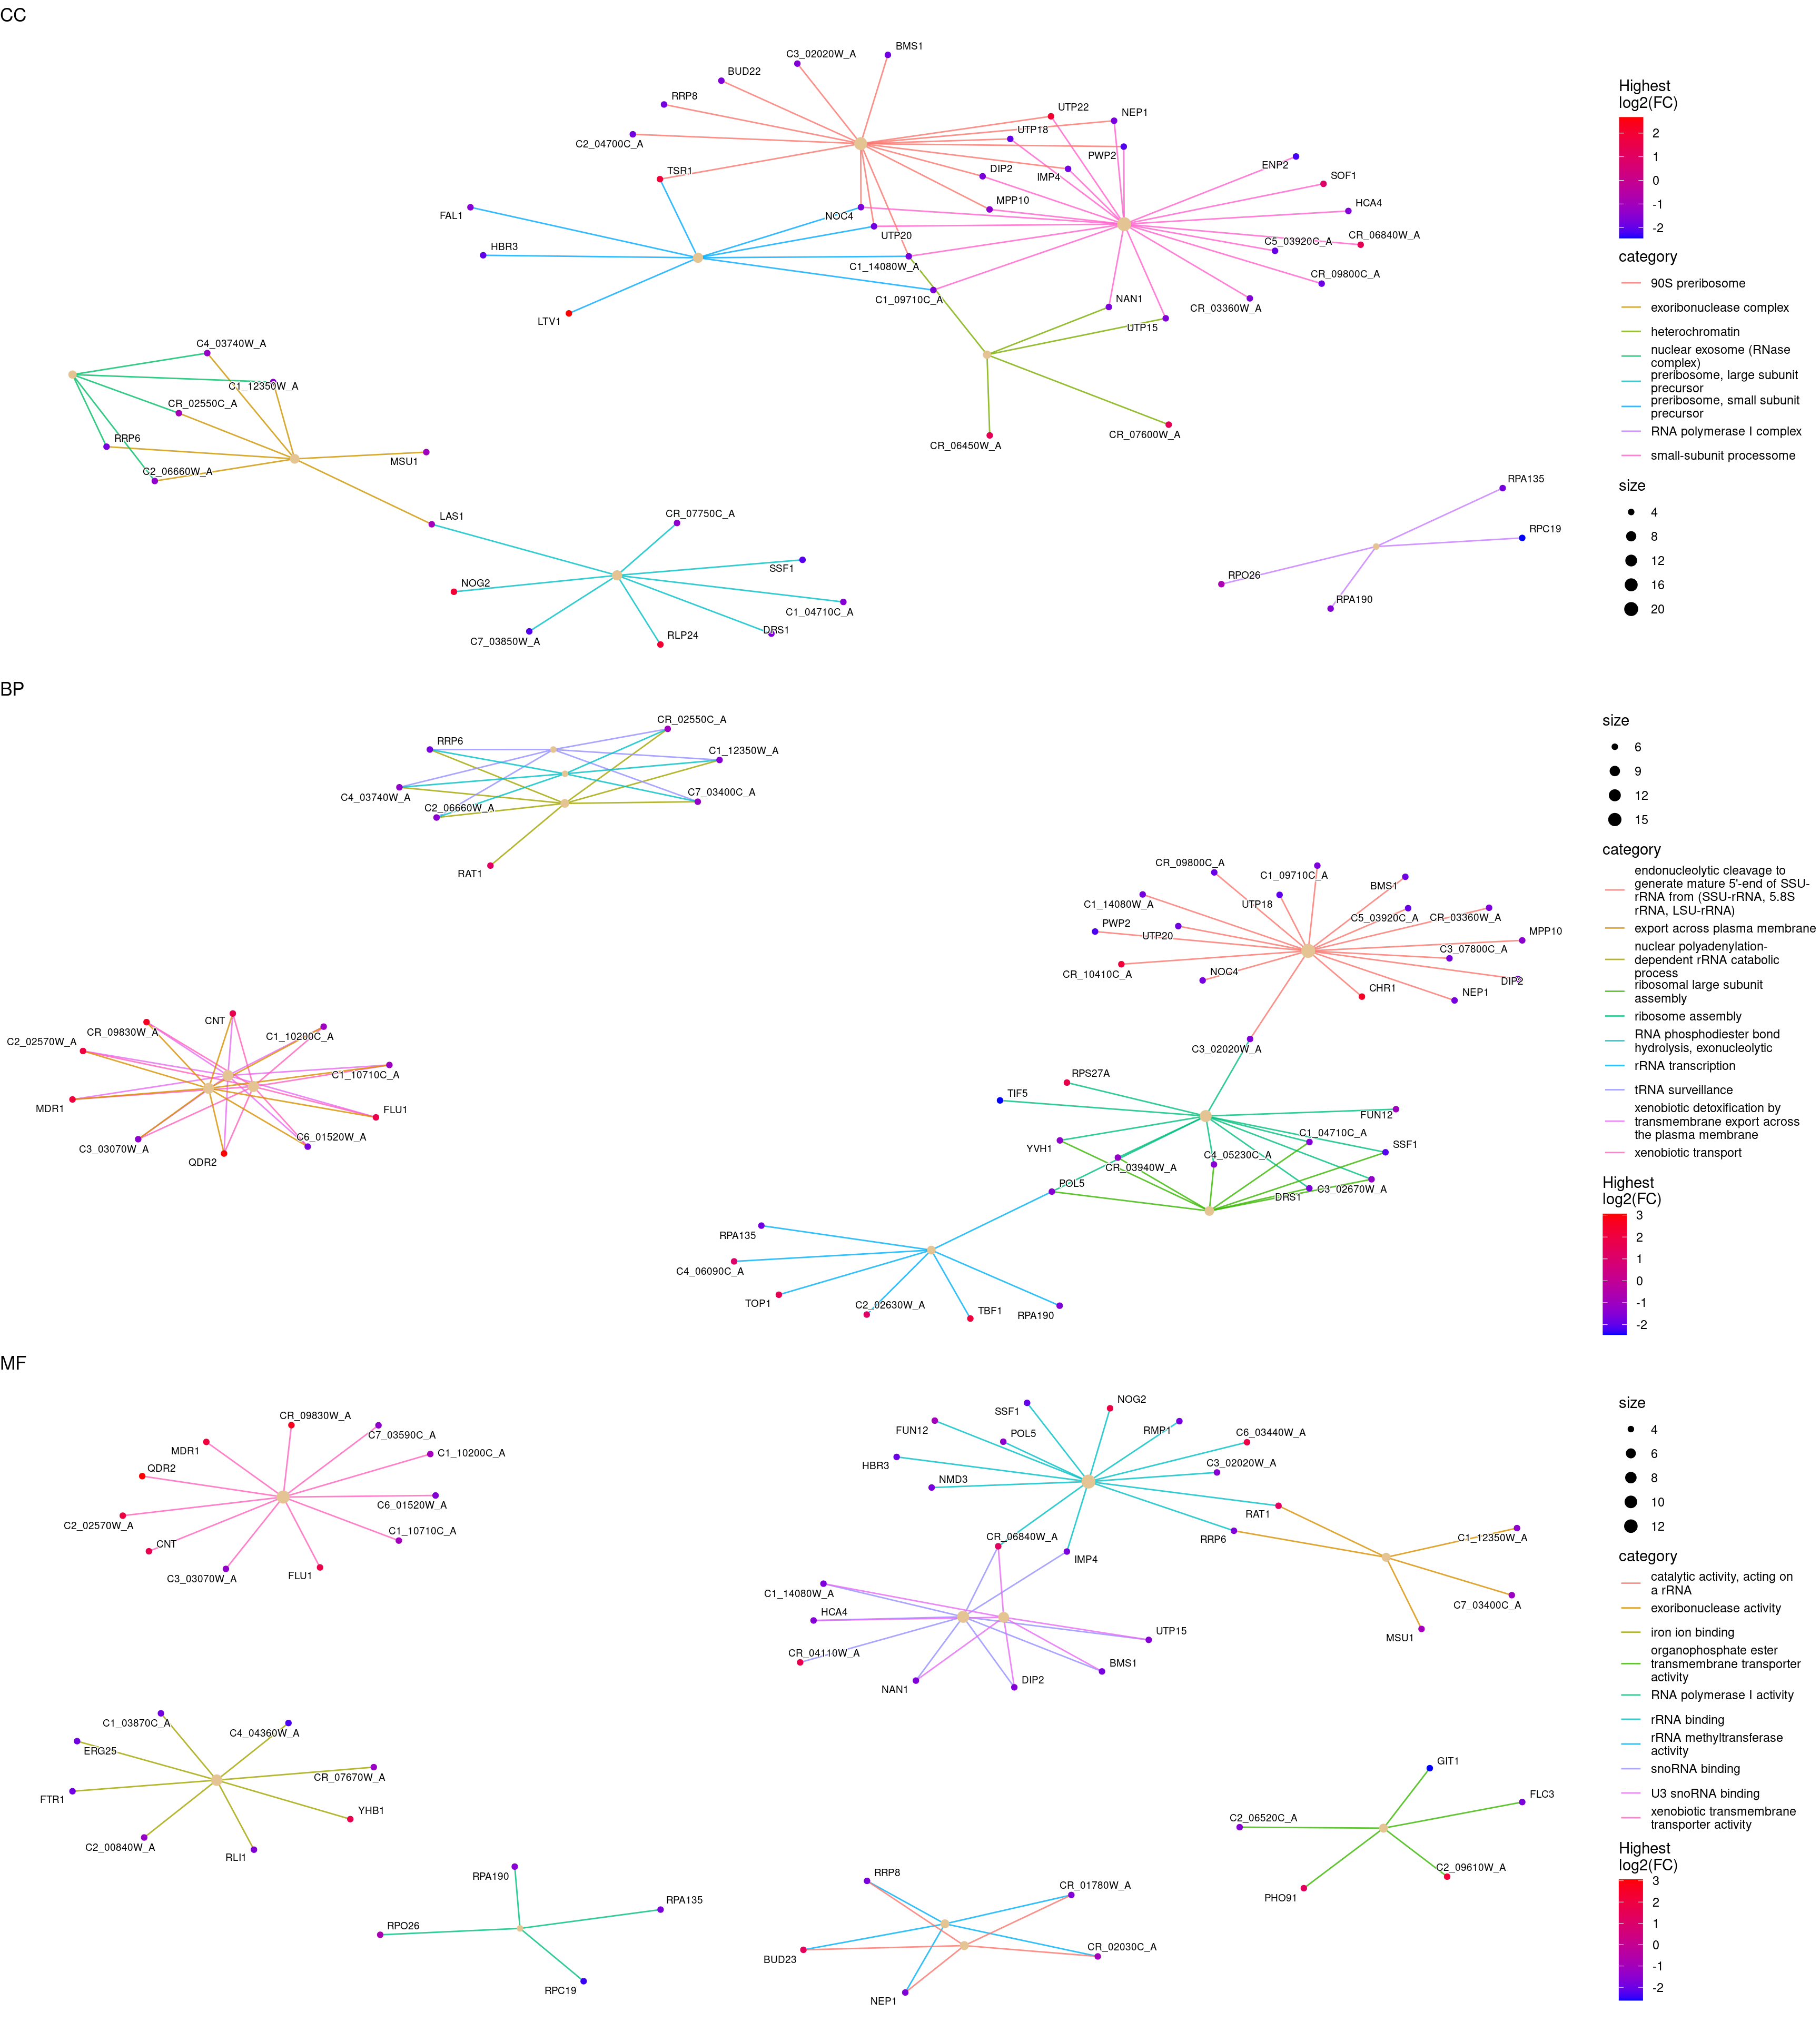 CC
BMS1
C3_02020W_A
BUD22
RRP8
C2_04700C_A
UTP22
NEP1
UTP18
PWP2
DIP2
IMP4
ENP2
SOF1
TSR1
MPP10
HCA4
FAL1
NOC4
UTP20
CR_06840W_A
C5_03920C_A
HBR3
C1_14080W_A
CR_09800C_A
C1_09710C_A
NAN1
CR_03360W_A
LTV1
UTP15
C4_03740W_A
C1_12350W_A
CR_02550C_A
RRP6
C2_06660W_A
MSU1
CR_06450W_A
CR_07600W_A
LAS1
CR_07750C_A
SSF1
NOG2
C1_04710C_A
C7_03850W_A
RLP24
DRS1
RPA135
RPC19
RPO26
RPA190
Highest
log2(FC)
2
1
0
-1
-2
category
90S preribosome
exoribonuclease complex
heterochromatin
nuclear exosome (RNase
complex)
preribosome, large subunit
precursor
preribosome, small subunit
precursor
RNA polymerase I complex
small-subunit processome
size
4
8
12
16
20
BP
CR_02550C_A
RRP6
C1_12350W_A
C4_03740W_A
C7_03400C_A
C2_06660W_A
RAT1
CR_09800C_A
C1_09710C_A
BMS1
C1_14080W_A
UTP18
C5_03920C_A
CR_03360W_A
PWP2
UTP20
MPP10
C3_07800C_A
CR_10410C_A
NOC4
DIP2
CHR1
NEP1
C3_02020W_A
CNT
CR_09830W_A
C1_10200C_A
C2_02570W_A
C1_10710C_A
MDR1
FLU1
C3_03070W_A
C6_01520W_A
QDR2
RPS27A
TIF5
FUN12
YVH1
C1_04710C_A
SSF1
CR_03940W_A
C4_05230C_A
POL5
DRS1
C3_02670W_A
RPA135
C4_06090C_A
TOP1
C2_02630W_A
TBF1
RPA190
size
6
9
12
15
category
endonucleolytic cleavage to
generate mature 5'-end of SSU-
rRNA from (SSU-rRNA, 5.8S
rRNA, LSU-rRNA)
export across plasma membrane
nuclear polyadenylation-
dependent rRNA catabolic
process
ribosomal large subunit
assembly
ribosome assembly
RNA phosphodiester bond
hydrolysis, exonucleolytic
rRNA transcription
tRNA surveillance
xenobiotic detoxification by
transmembrane export across
the plasma membrane
xenobiotic transport
Highest
log2(FC)
3
2
1
0
-1
-2
MF
CR_09830W_A
C7_03590C_A
MDR1
C1_10200C_A
QDR2
C6_01520W_A
C2_02570W_A
C1_10710C_A
CNT
C3_03070W_A
FLU1
NOG2
SSF1
FUN12
RMP1
POL5
C6_03440W_A
HBR3
NMD3
C3_02020W_A
RAT1
CR_06840W_A
RRP6
C1_12350W_A
IMP4
C1_14080W_A
HCA4
C7_03400C_A
UTP15
MSU1
CR_04110W_A
BMS1
NAN1
DIP2
C1_03870C_A
C4_04360W_A
ERG25
CR_07670W_A
FTR1
YHB1
C2_00840W_A
RLI1
GIT1
FLC3
C2_06520C_A
C2_09610W_A
PHO91
RPA190
RPA135
RPO26
RPC19
RRP8
CR_01780W_A
BUD23
CR_02030C_A
NEP1
size
4
6
8
10
12
category
catalytic activity, acting on
a rRNA
exoribonuclease activity
iron ion binding
organophosphate ester
transmembrane transporter
activity
RNA polymerase I activity
rRNA binding
rRNA methyltransferase
activity
snoRNA binding
U3 snoRNA binding
xenobiotic transmembrane
transporter activity
Highest
log2(FC)
3
2
1
0
-1
-2